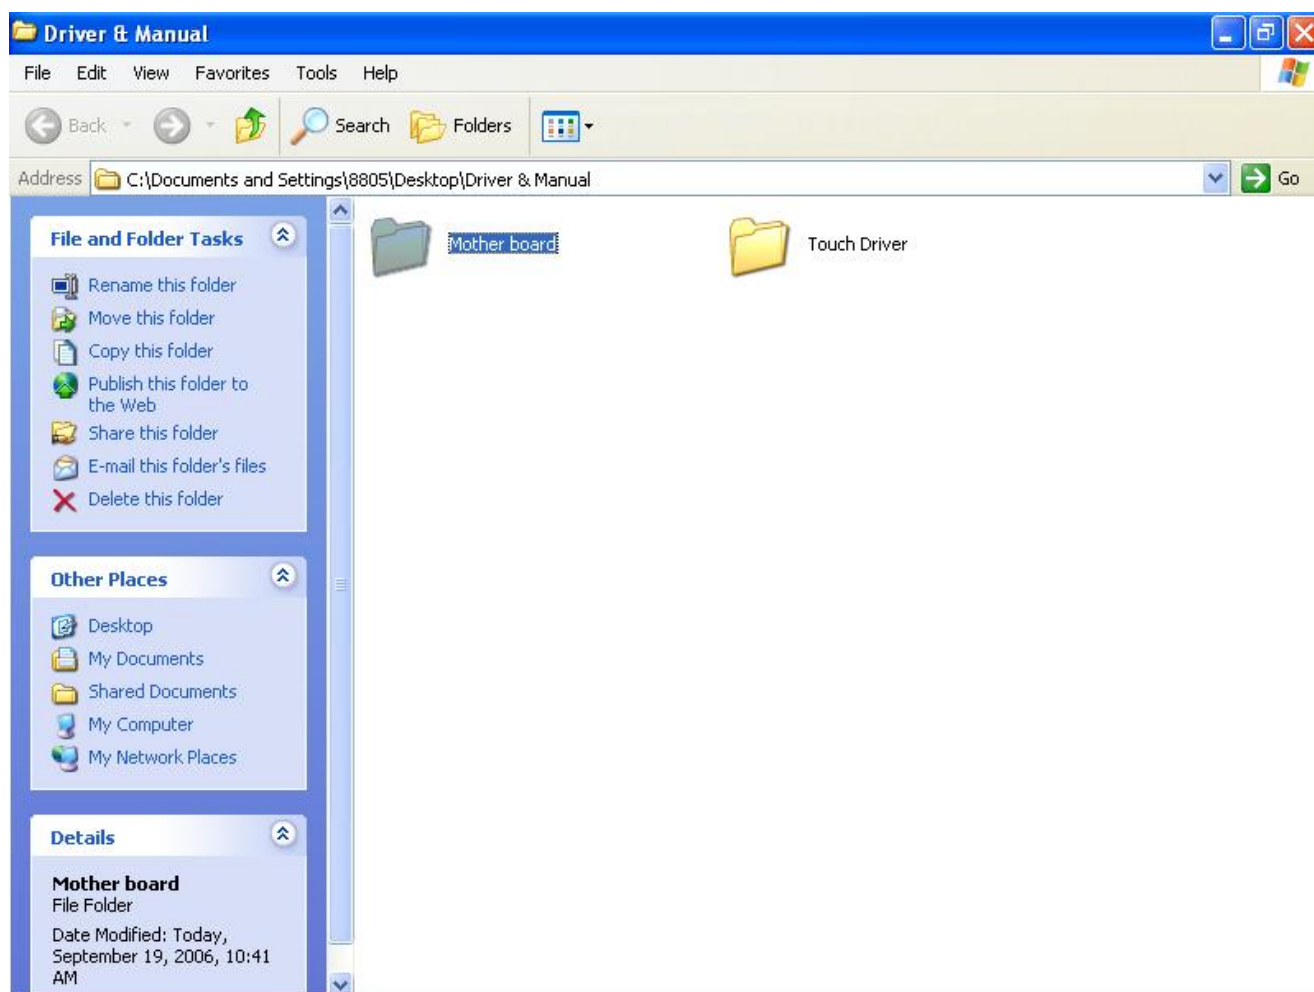 Driver & Manual
File Edit View Favorites Tools Help
Back Search Folders
Address C:\Documents and Settings\8805\Desktop\Driver & Manual Go
File and Folder Tasks
Rename this folder
Move this folder
Copy this folder
Publish this folder to
the Web
Share this folder
E-mail this folder's files
Delete this folder
Other Places
Desktop
My Documents
Shared Documents
My Computer
My Network Places
Details
Mother board
File Folder
Date Modified: Today,
September 19, 2006, 10:41
AM
Mother board
Touch Driver